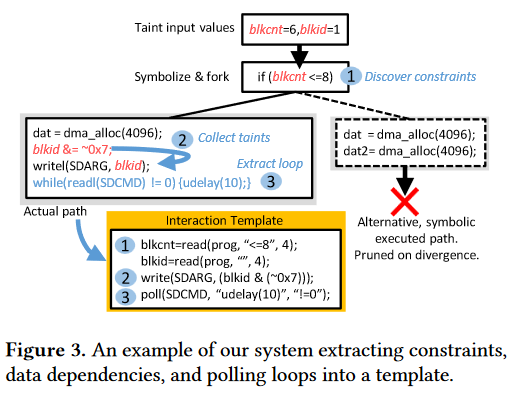 Taint input values
blkcnt=6,blkid=1
Symbolize & fork
if (blkcnt <=8)
1
Discover constraints
dat = dma_alloc(4096);
blkid &= ~0x7;
2
Collect taints
writel(SDARG, blkid);
Extract loop
while(readl(SDCMD) != 0) {udelay(10);}
3
dat = dma_alloc(4096);
dat2= dma_alloc(4096);
Actual path
Alternative, symbolic
executed path.
Pruned on divergence.
Interaction Template
1 blkcnt=read(prog, “<=8”, 4);
blkid=read(prog, “”, 4);
2 write(SDARG, (blkid & (~0x7)));
3 poll(SDCMD, “udelay(10)”, “!=0”);
Figure 3. An example of our system extracting constraints,
data dependencies, and polling loops into a template.